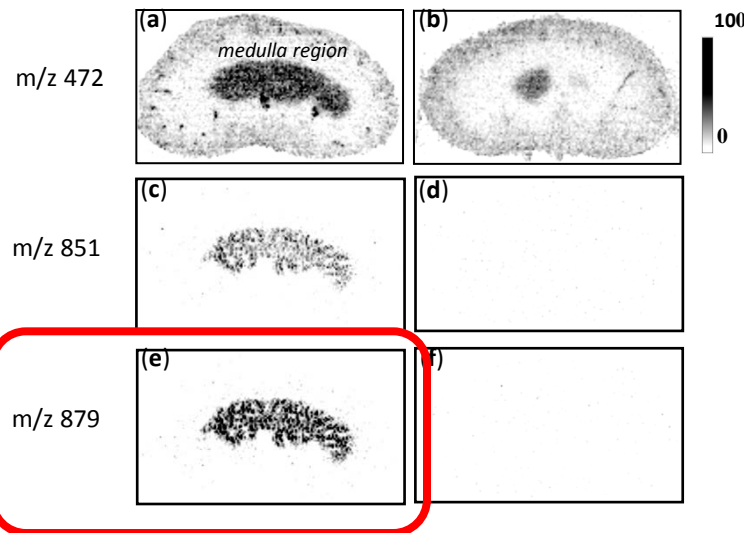 (a) (b) 100
medulla region
m/z 472
0
(c) (d)
m/z 851
(e) (f)
m/z 879